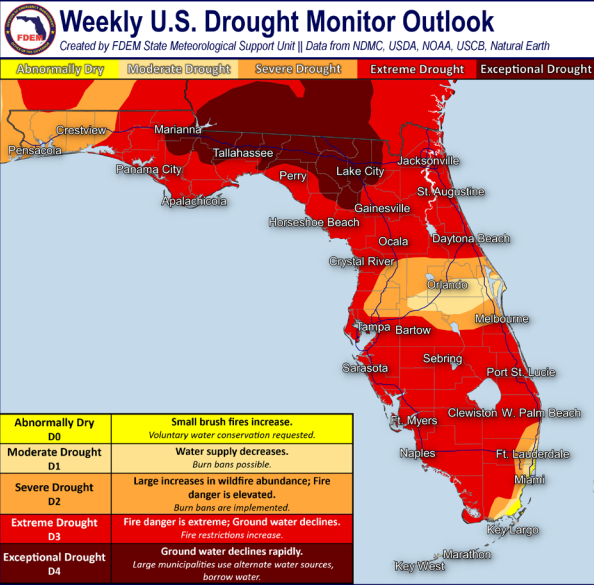 FDEM
Weekly U.S. Drought Monitor Outlook
Created by FDEM State Meteorological Support Unit || Data from NDMC, USDA, NOAA, USCB, Natural Earth
Abnormally Dry Moderate Drought Severe Drought Extreme Drought Exceptional Drought
Crestview
Marianna
Pensacola
Tallahassee
Jacksonville
Panama City
Perry
Lake City
St. Augustine
Apalachicola
Gainesville
Horseshoe Beach
Ocala
Daytona Beach
Crystal River
Orlando
Melbourne
Tampa
Bartow
Sebring
Sarasota
Port St. Lucie
Clewiston
W. Palm Beach
Ft. Myers
Naples
Ft. Lauderdale
Miami
Key Largo
Marathon
Key West
Abnormally Dry
D0
Small brush fires increase.
Voluntary water conservation requested.
Moderate Drought
D1
Water supply decreases.
Burn bans possible.
Severe Drought
D2
Large increases in wildfire abundance; Fire
danger is elevated.
Burn bans are implemented.
Extreme Drought
D3
Fire danger is extreme; Ground water declines.
Fire restrictions increase.
Exceptional Drought
D4
Ground water declines rapidly.
Large municipalities use alternate water sources,
borrow water.